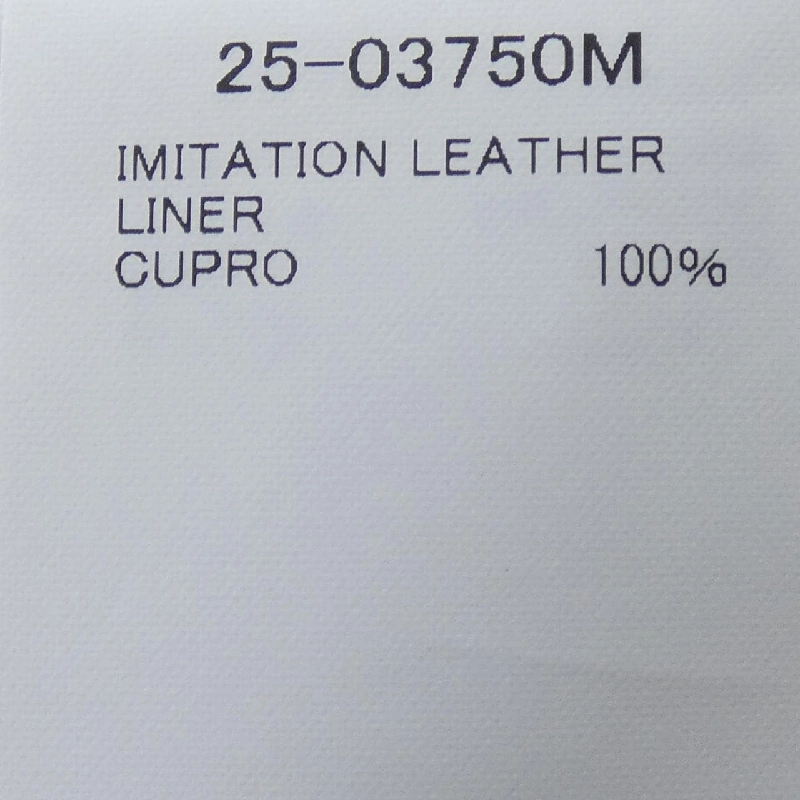 25-03750M
IMITATION LEATHER
LINER
CUPRO 100%